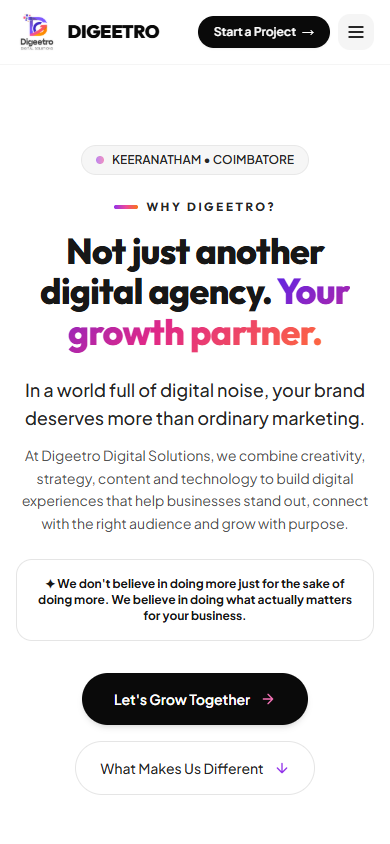 Digeetro
DIGEETRO
Start a Project →
KEERANATHAM • COIMBATORE
WHY DIGEETRO?
Not just another
digital agency. Your
growth partner.
In a world full of digital noise, your brand
deserves more than ordinary marketing.
At Digeetro Digital Solutions, we combine creativity,
strategy, content and technology to build digital
experiences that help businesses stand out, connect
with the right audience and grow with purpose.
✦ We don't believe in doing more just for the sake of
doing more. We believe in doing what actually matters
for your business.
Let's Grow Together →
What Makes Us Different ↓